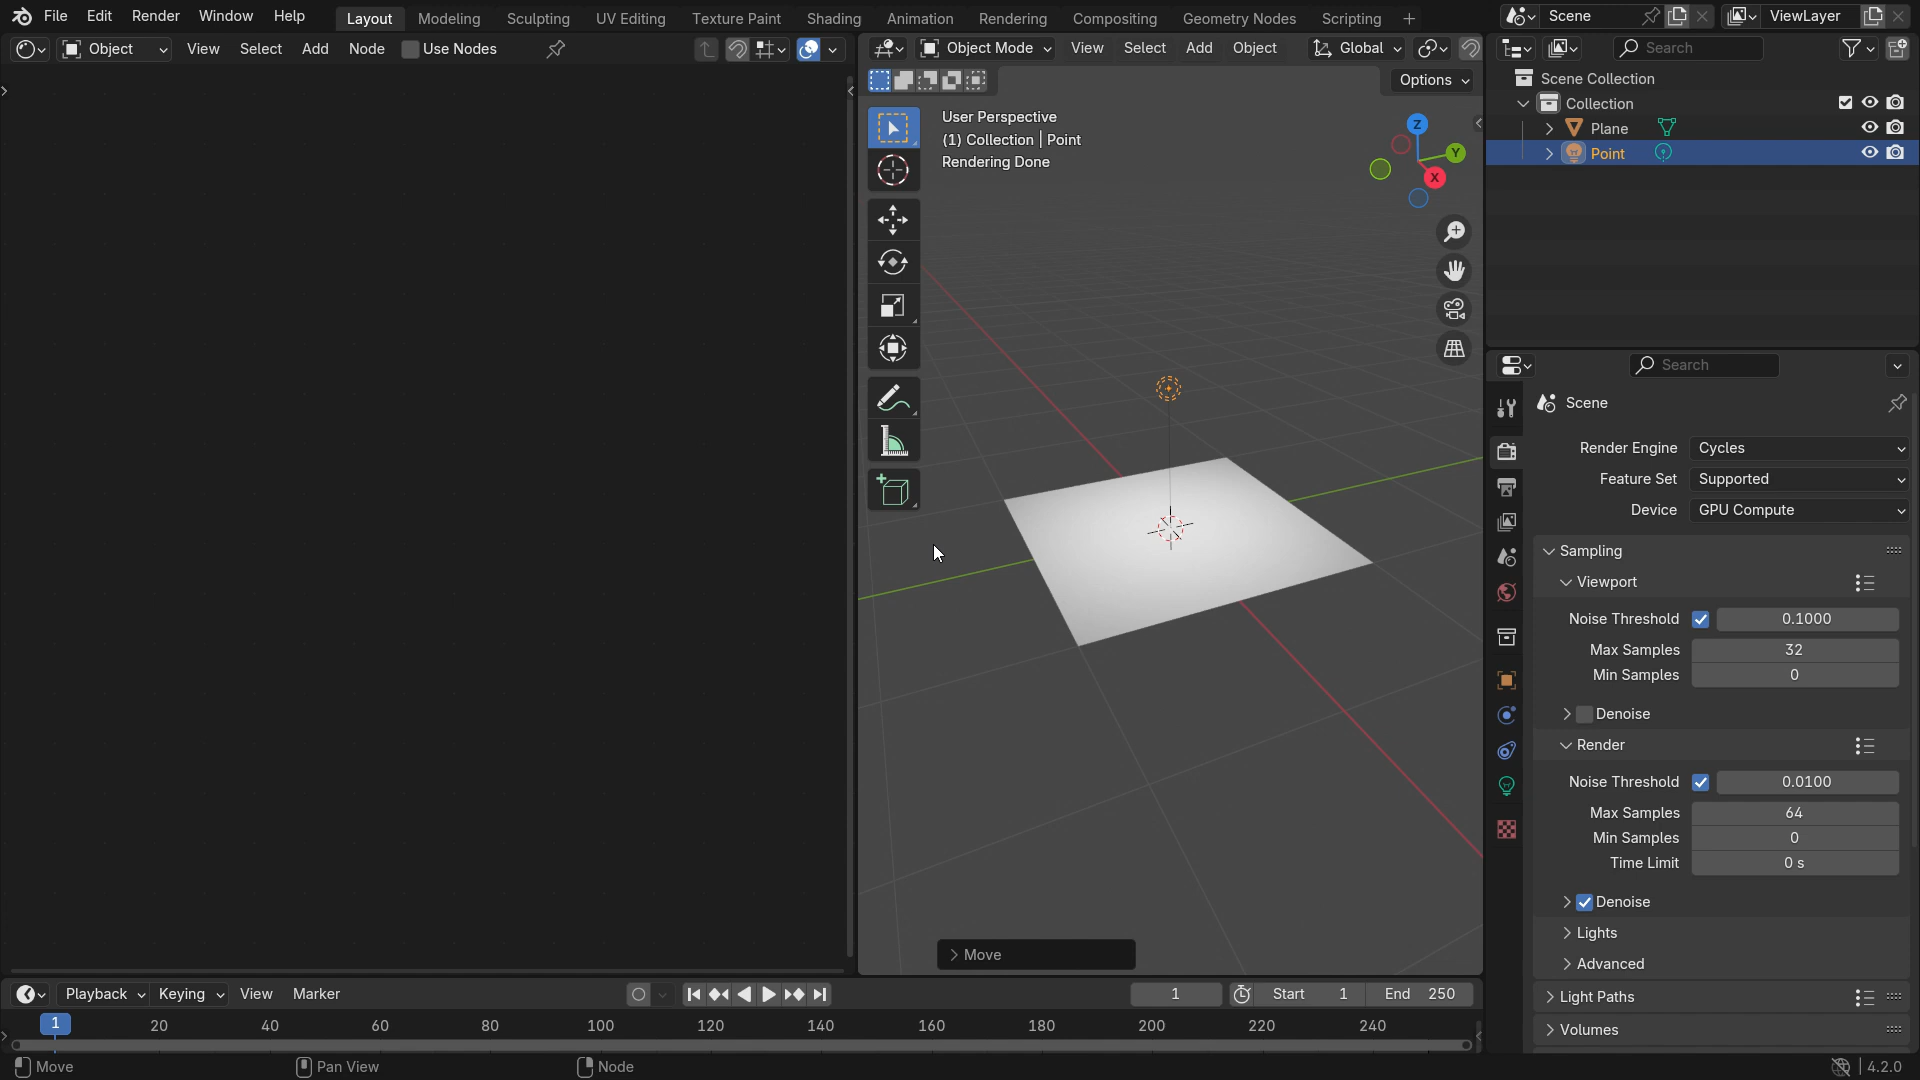 File Edit Render Window Help Layout Modeling Sculpting UV Editing Texture Paint Shading Animation Rendering Compositing Geometry Nodes Scripting + Scene ViewLayer
Object View Select Add Node Use Nodes
Object Mode View Select Add Object Global
Options
User Perspective
(1) Collection | Point
Rendering Done
Z
Y
X
Move
Search
Scene Collection
Collection
Plane
Point
Search
Scene
Render Engine Cycles
Feature Set Supported
Device GPU Compute
Sampling
Viewport
Noise Threshold 0.1000
Max Samples 32
Min Samples 0
Denoise
Render
Noise Threshold 0.0100
Max Samples 64
Min Samples 0
Time Limit 0 s
Denoise
Lights
Advanced
Light Paths
Volumes
Playback Keying View Marker 1 Start 1 End 250
1 20 40 60 80 100 120 140 160 180 200 220 240
Move Pan View Node 4.2.0